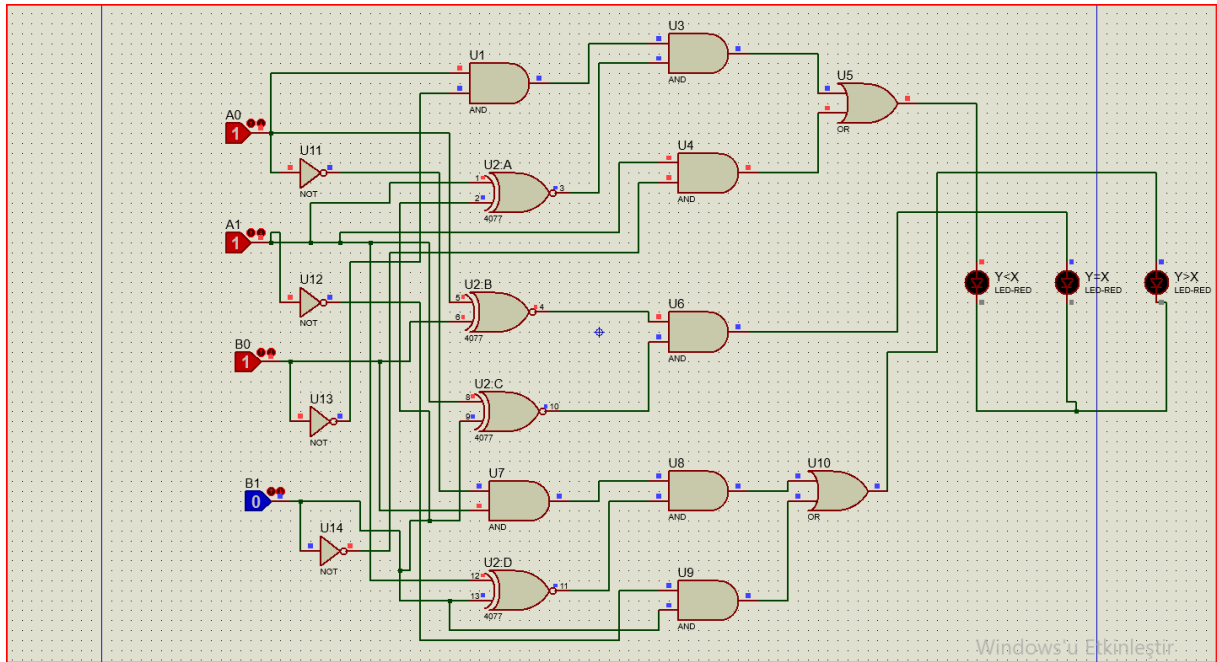 U3
AND
U1
AND
U5
OR
A0
1
U11
NOT
U2:A
1
2
3
4077
U4
AND
A1
1
U12
NOT
U2:B
5
6
4
4077
U6
AND
Y<X
LED-RED
Y=X
LED-RED
Y>X
LED-RED
B0
1
U13
NOT
U2:C
8
9
10
4077
B1
0
U14
NOT
U7
AND
U8
AND
U10
OR
U2:D
12
13
11
4077
U9
AND
Windows'u Etkinleştir